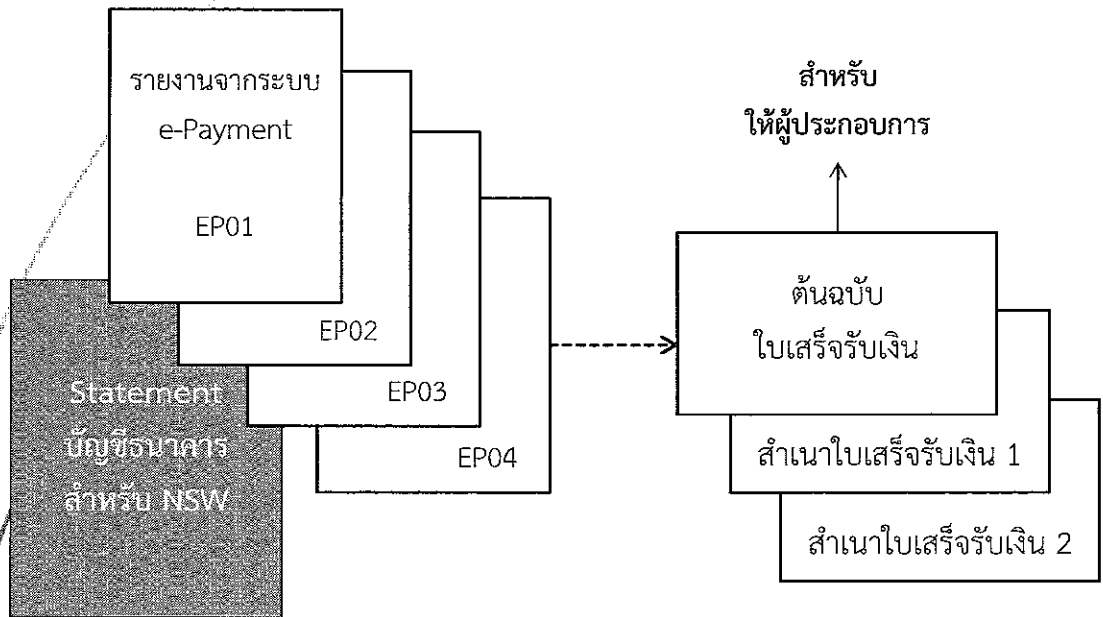 รายงานจากระบบ
e-Payment
EP01
EP02
EP03
EP04
Statement
บัญชีธนาคาร
สำหรับ NSW
สำหรับ
ให้ผู้ประกอบการ
ต้นฉบับ
ใบเสร็จรับเงิน
สำเนาใบเสร็จรับเงิน 1
สำเนาใบเสร็จรับเงิน 2